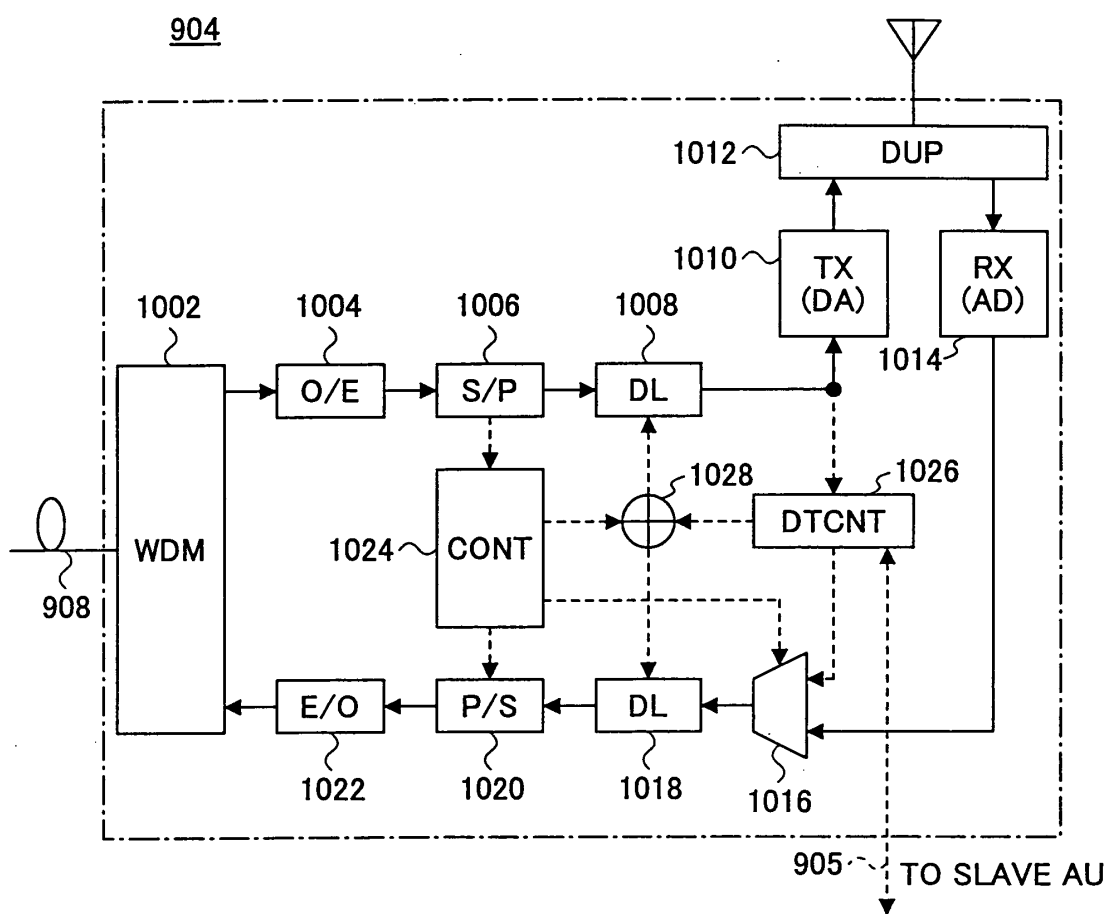 904
1012
DUP
1010
TX
(DA)
RX
(AD)
1014
1002
1004
1006
1008
O/E
S/P
DL
1028
1026
DTCNT
WDM
1024
CONT
908
E/O
P/S
DL
1022
1020
1018
1016
905
TO SLAVE AU